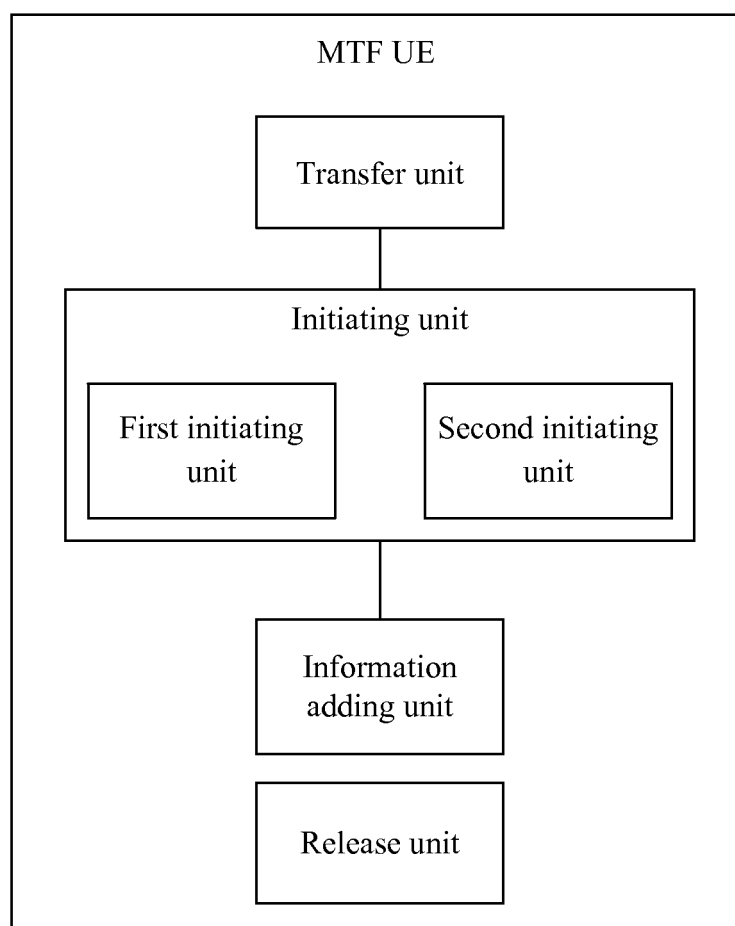 MTF UE
Transfer unit
Initiating unit
First initiating
unit
Second initiating
unit
Information
adding unit
Release unit